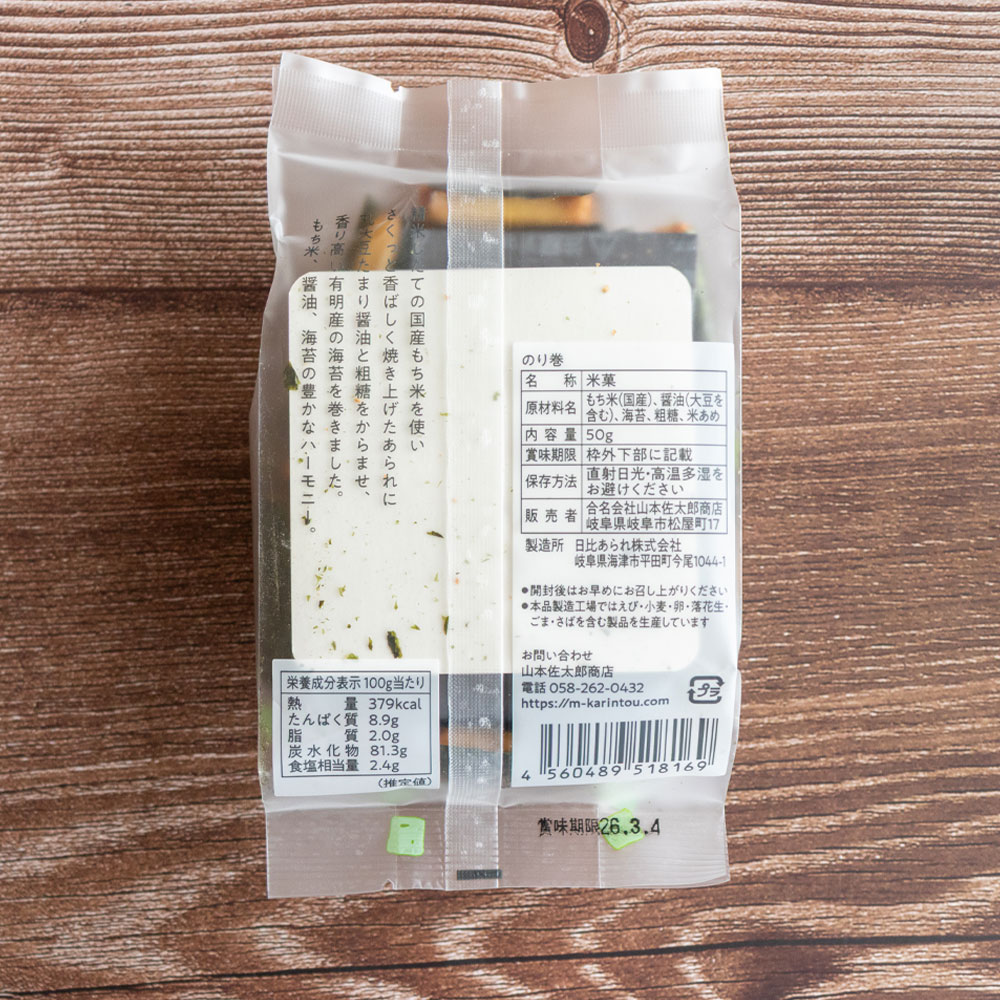 ての国産もち米を使い
さくっと香ばしく焼き上げたあられに
大豆たまり醤油と粗糖をからませ、
香り高い有明産の海苔を巻きました。
もち米、醤油、海苔の豊かなハーモニー。
のり巻
名称 米菓
原材料名 もち米(国産)、醤油(大豆を
含む)、海苔、粗糖、米あめ
内容量 50g
賞味期限 枠外下部に記載
保存方法 直射日光・高温多湿を
お避けください
販売者 合名会社山本佐太郎商店
岐阜県岐阜市松屋町17
製造所 日比あられ株式会社
岐阜県海津市平田町今尾1044-1
●開封後はお早めにお召し上がりください
●本品製造工場ではえび・小麦・卵・落花生・
ごま・さばを含む製品を生産しています
お問い合わせ
山本佐太郎商店
電話 058-262-0432
https://m-karintou.com
プラ
4 560489 518169
栄養成分表示 100g当たり
熱量 379kcal
たんぱく質 8.9g
脂質 2.0g
炭水化物 81.3g
食塩相当量 2.4g
(推定値)
賞味期限26.3.4